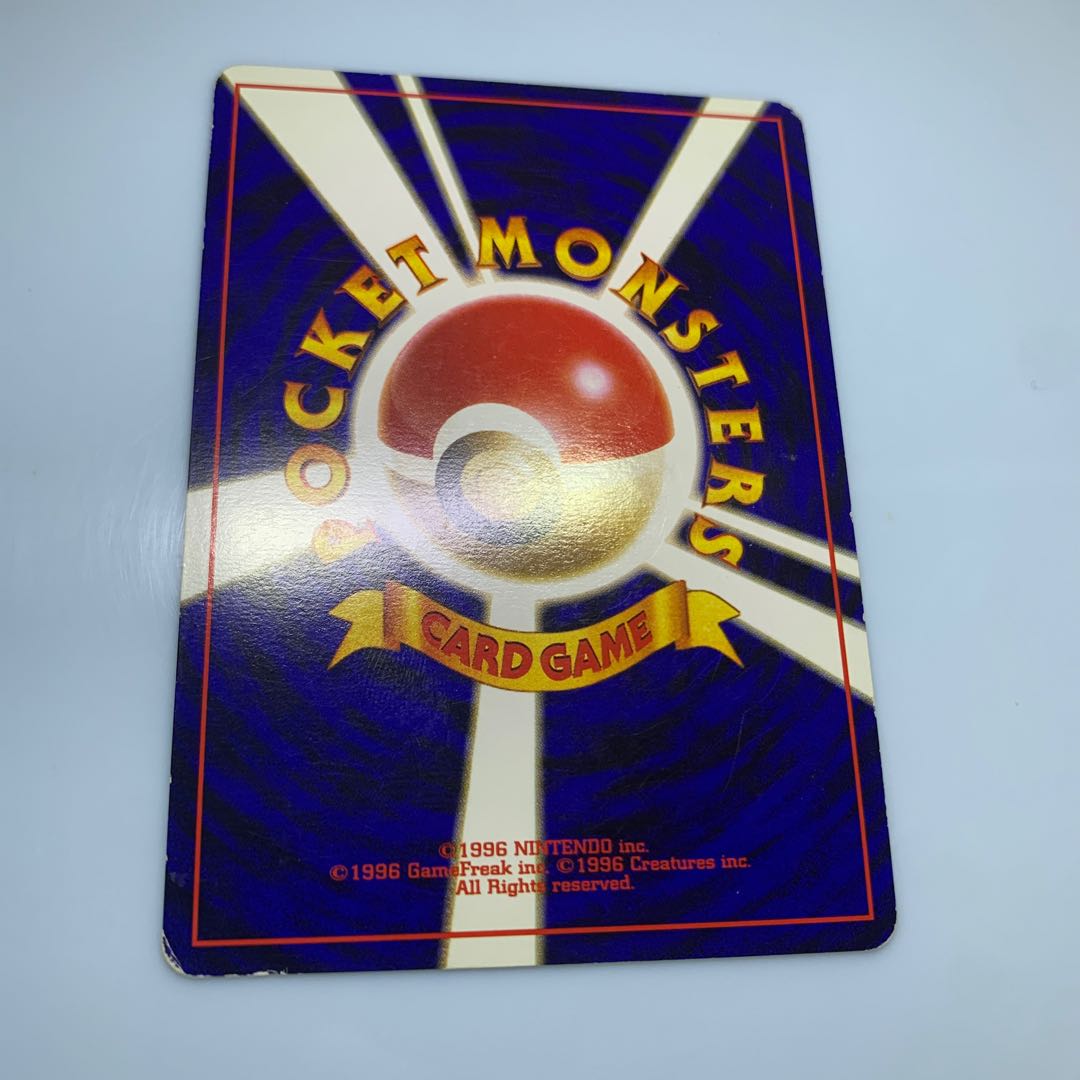 POCKET MONSTERS
CARD GAME
©1996 NINTENDO inc.
©1996 GameFreak inc. ©1996 Creatures inc.
All Rights reserved.